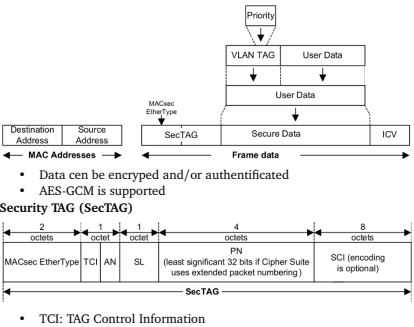 Priority
VLAN TAG User Data
User Data
MACsec
EtherType
Destination Address Source Address SecTAG Secure Data ICV
MAC Addresses Frame data
• Data cen be encryped and/or authentificated
• AES-GCM is supported
Security TAG (SecTAG)
2 octets 1 octet 1 octets 4 octets 8 octets
MACsec EtherType TCI AN SL PN (least significant 32 bits if Cipher Suite uses extended packet numbering) SCI (encoding is optional)
SecTAG
• TCI: TAG Control Information